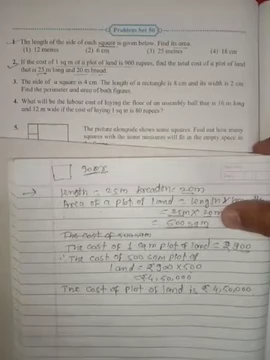 Problem Set 50
1. The length of the side of each square is given below. Find its area.
(1) 12 metres (2) 6 cm (3) 25 metres (4) 18 cm
2. If the cost of 1 sq m of a plot of land is 900 rupees, find the total cost of a plot of land
that is 25 m long and 20 m broad.
3. The side of a square is 4 cm. The length of a rectangle is 8 cm and its width is 2 cm.
Find the perimeter and area of both figures.
4. What will be the labour cost of laying the floor of an assembly hall that is 16 m long
and 12 m wide if the cost of laying 1 sq m is 80 rupees ?
5. The picture alongside shows some squares. Find out how many
squares with the same measures will fit in the empty space in
→ length = 25m breadth = 20m
Area of a plot of land = length X
= 25m X 20m
= 500 sqm
The cost of
The cost of 1 sqm plot of land = ₹ 900
∴ The cost of 500 sqm plot of
land = ₹ 900 X 500
= ₹ 4,50,000
The cost of plot of land is ₹ 4,50,000.